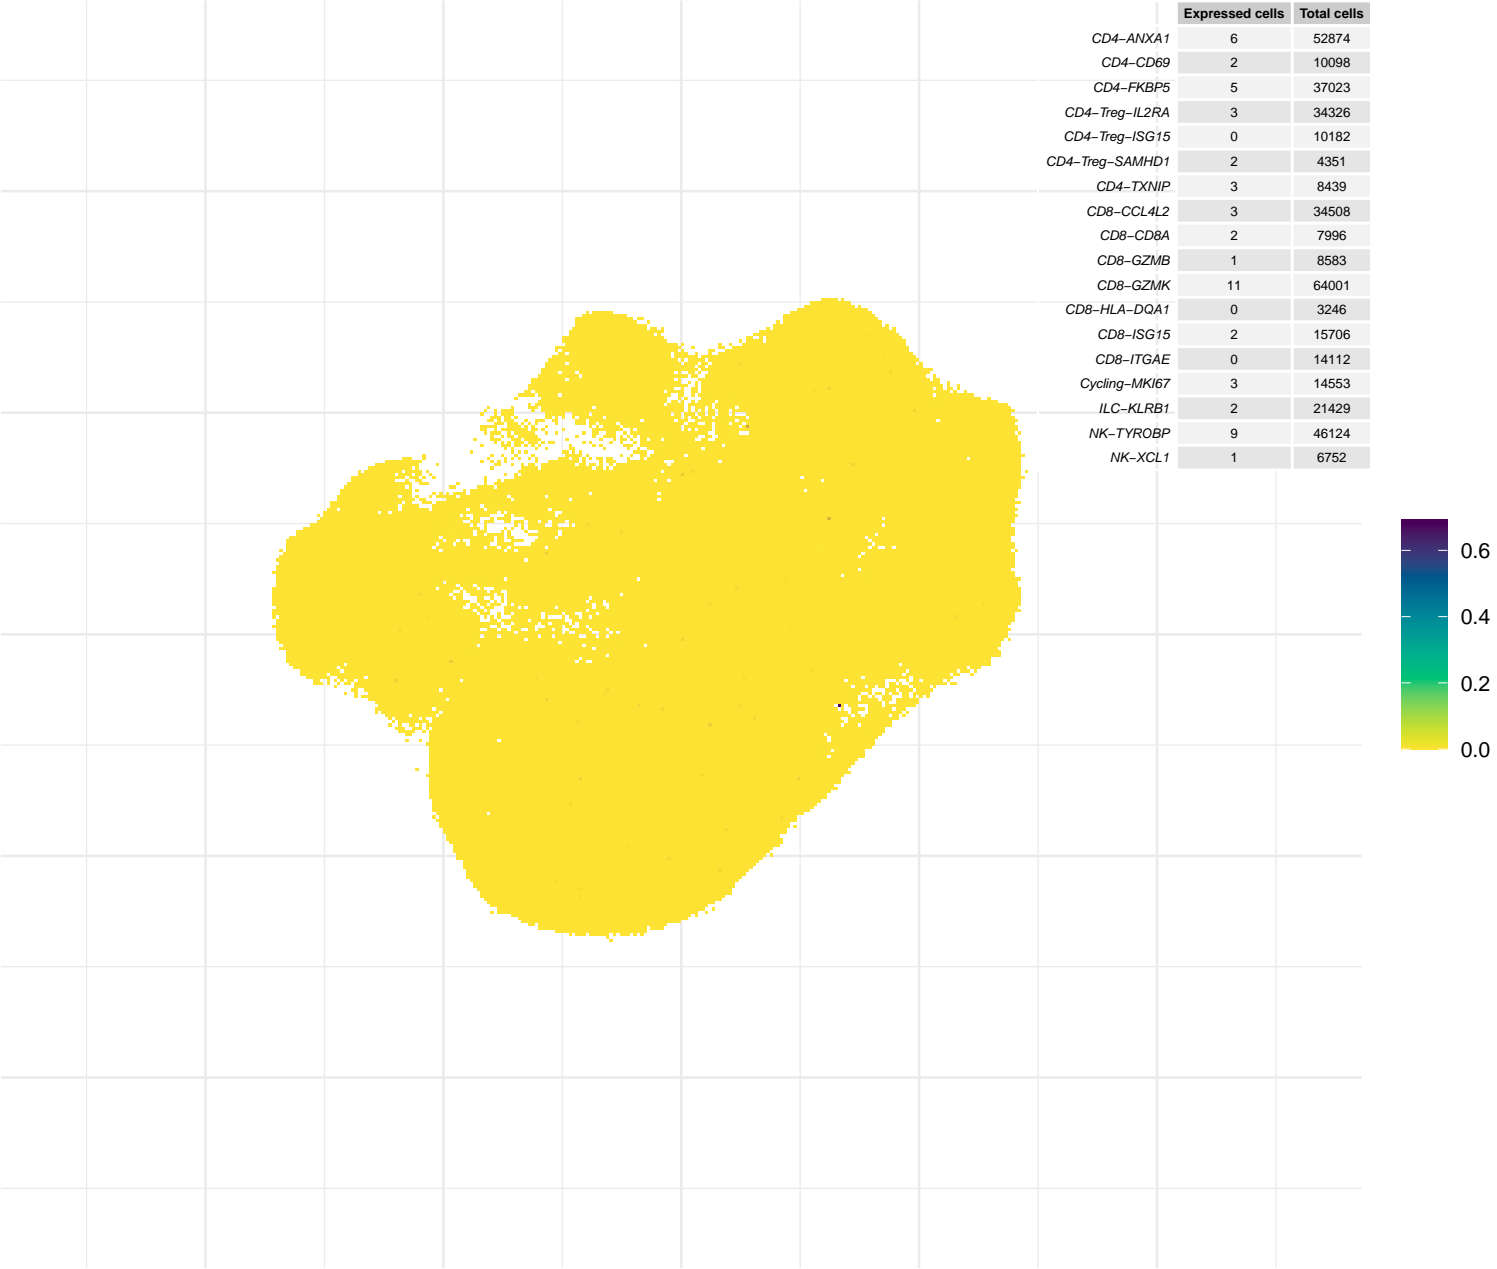 Expressed cells Total cells
CD4−ANXA1 6 52874
CD4−CD69 2 10098
CD4−FKBP5 5 37023
CD4−Treg−IL2RA 3 34326
CD4−Treg−ISG15 0 10182
CD4−Treg−SAMHD1 2 4351
CD4−TXNIP 3 8439
CD8−CCL4L2 3 34508
CD8−CD8A 2 7996
CD8−GZMB 1 8583
CD8−GZMK 11 64001
CD8−HLA−DQA1 0 3246
CD8−ISG15 2 15706
CD8−ITGAE 0 14112
Cycling−MKI67 3 14553
ILC−KLRB1 2 21429
NK−TYROBP 9 46124
NK−XCL1 1 6752
0.6
0.4
0.2
0.0